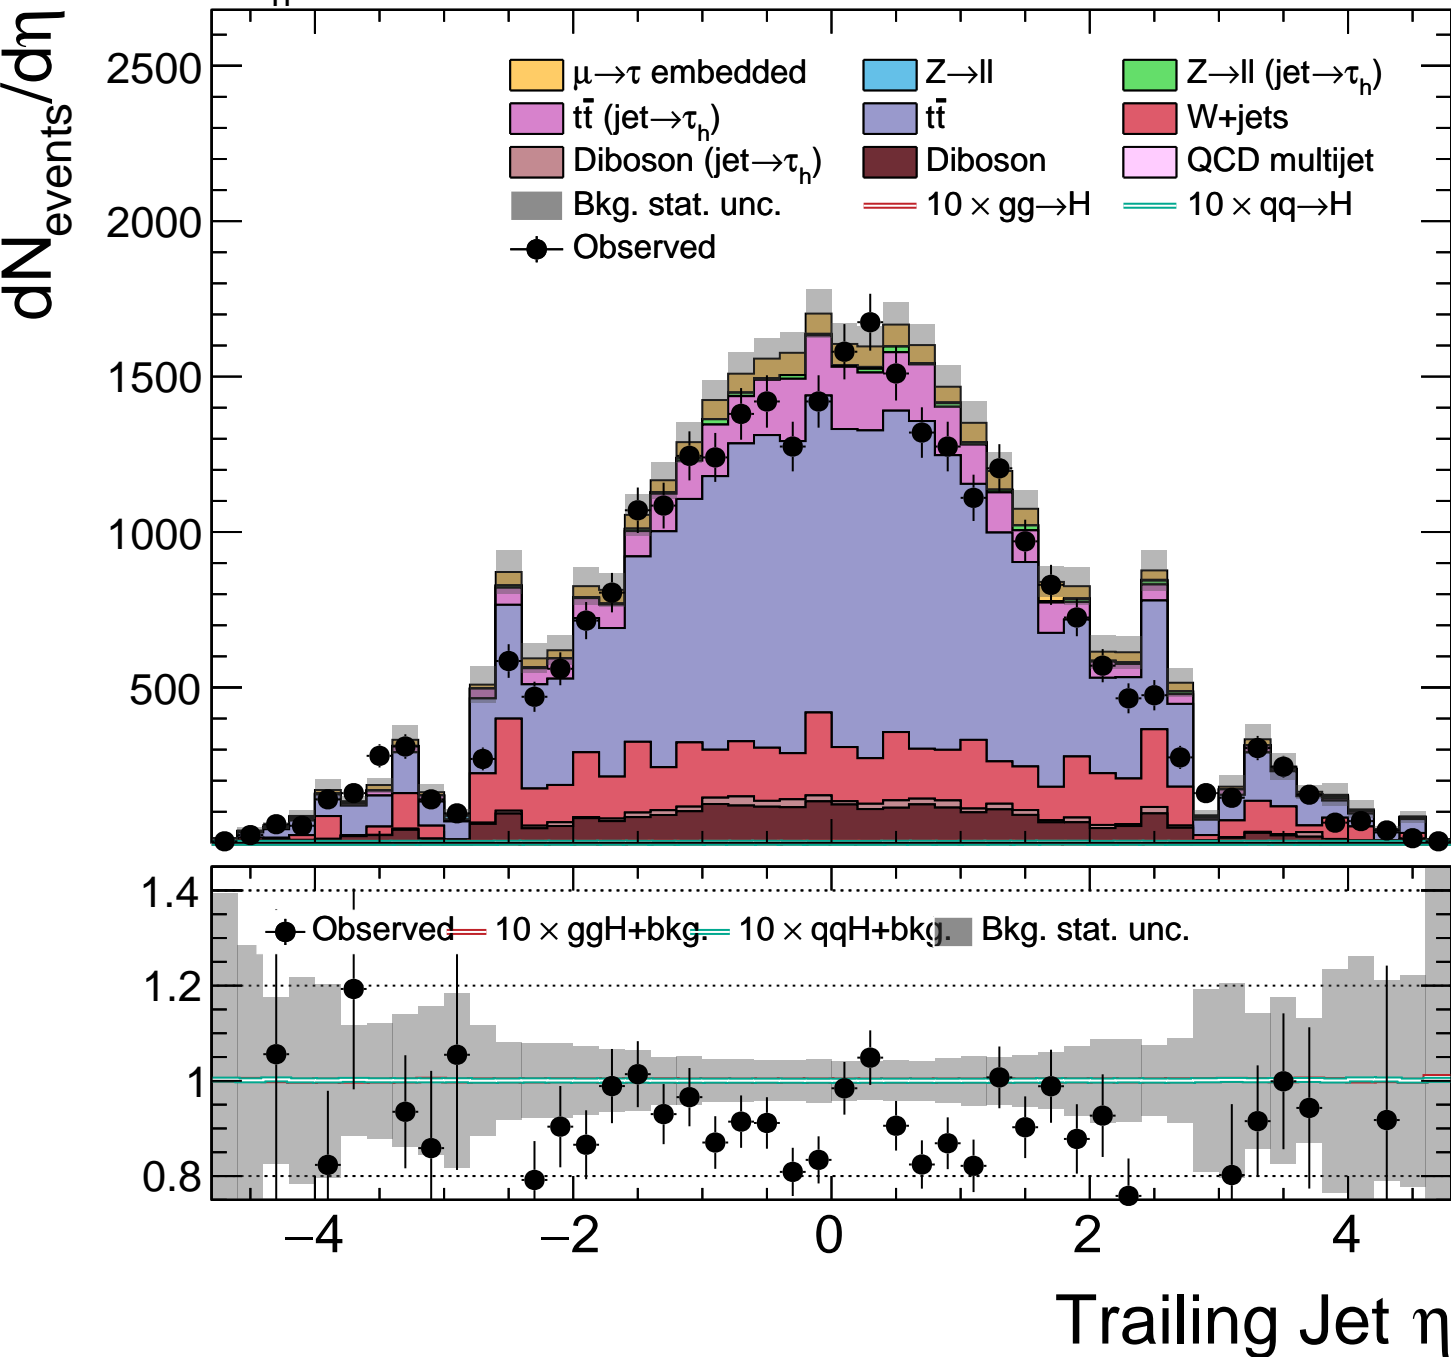 dN_events/dη
2500
2000
1500
1000
500
μ→τ embedded Z→ll Z→ll (jet→τ_h)
tt̄ (jet→τ_h) tt̄ W+jets
Diboson (jet→τ_h) Diboson QCD multijet
Bkg. stat. unc. 10 × gg→H 10 × qq→H
Observed
1.4
1.2
1
0.8
Observed 10 × ggH+bkg. 10 × qqH+bkg. Bkg. stat. unc.
−4 −2 0 2 4
Trailing Jet η